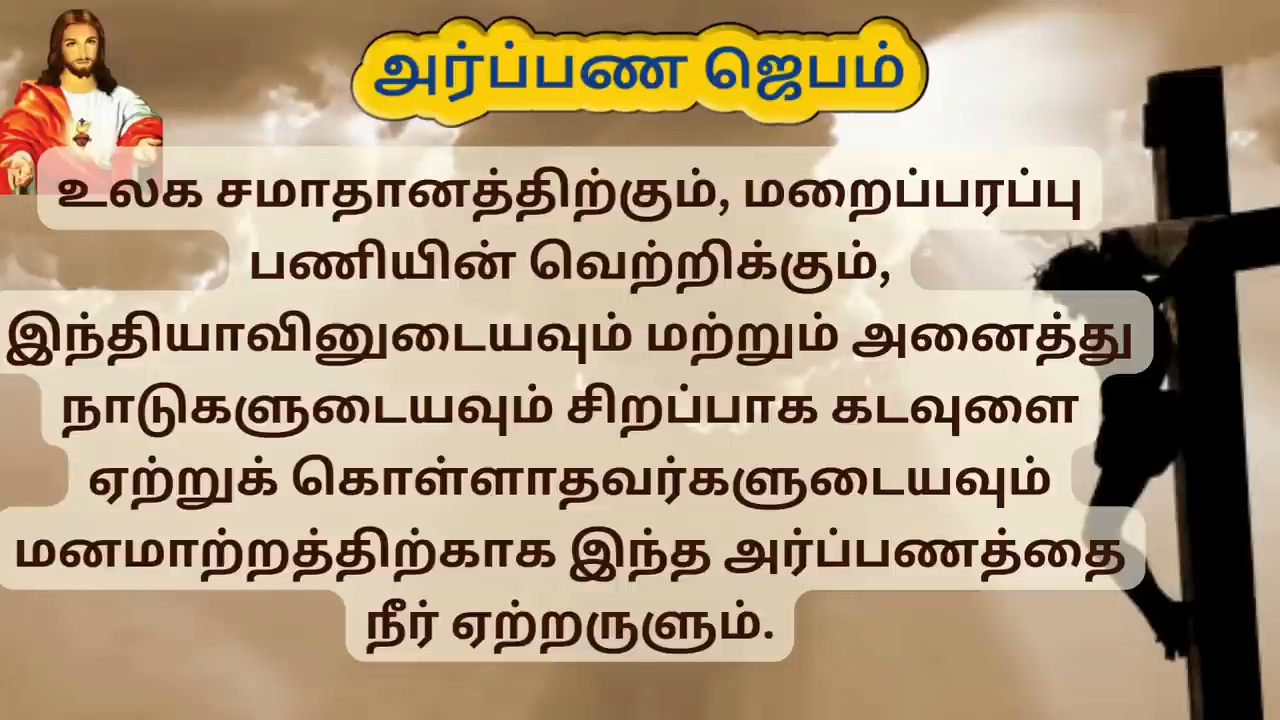 அர்ப்பண ஜெபம்
உலக சமாதானத்திற்கும், மறைப்பரப்பு
பணியின் வெற்றிக்கும்,
இந்தியாவினுடையவும் மற்றும் அனைத்து
நாடுகளுடையவும் சிறப்பாக கடவுளை
ஏற்றுக் கொள்ளாதவர்களுடையவும்
மனமாற்றத்திற்காக இந்த அர்ப்பணத்தை
நீர் ஏற்றருளும்.